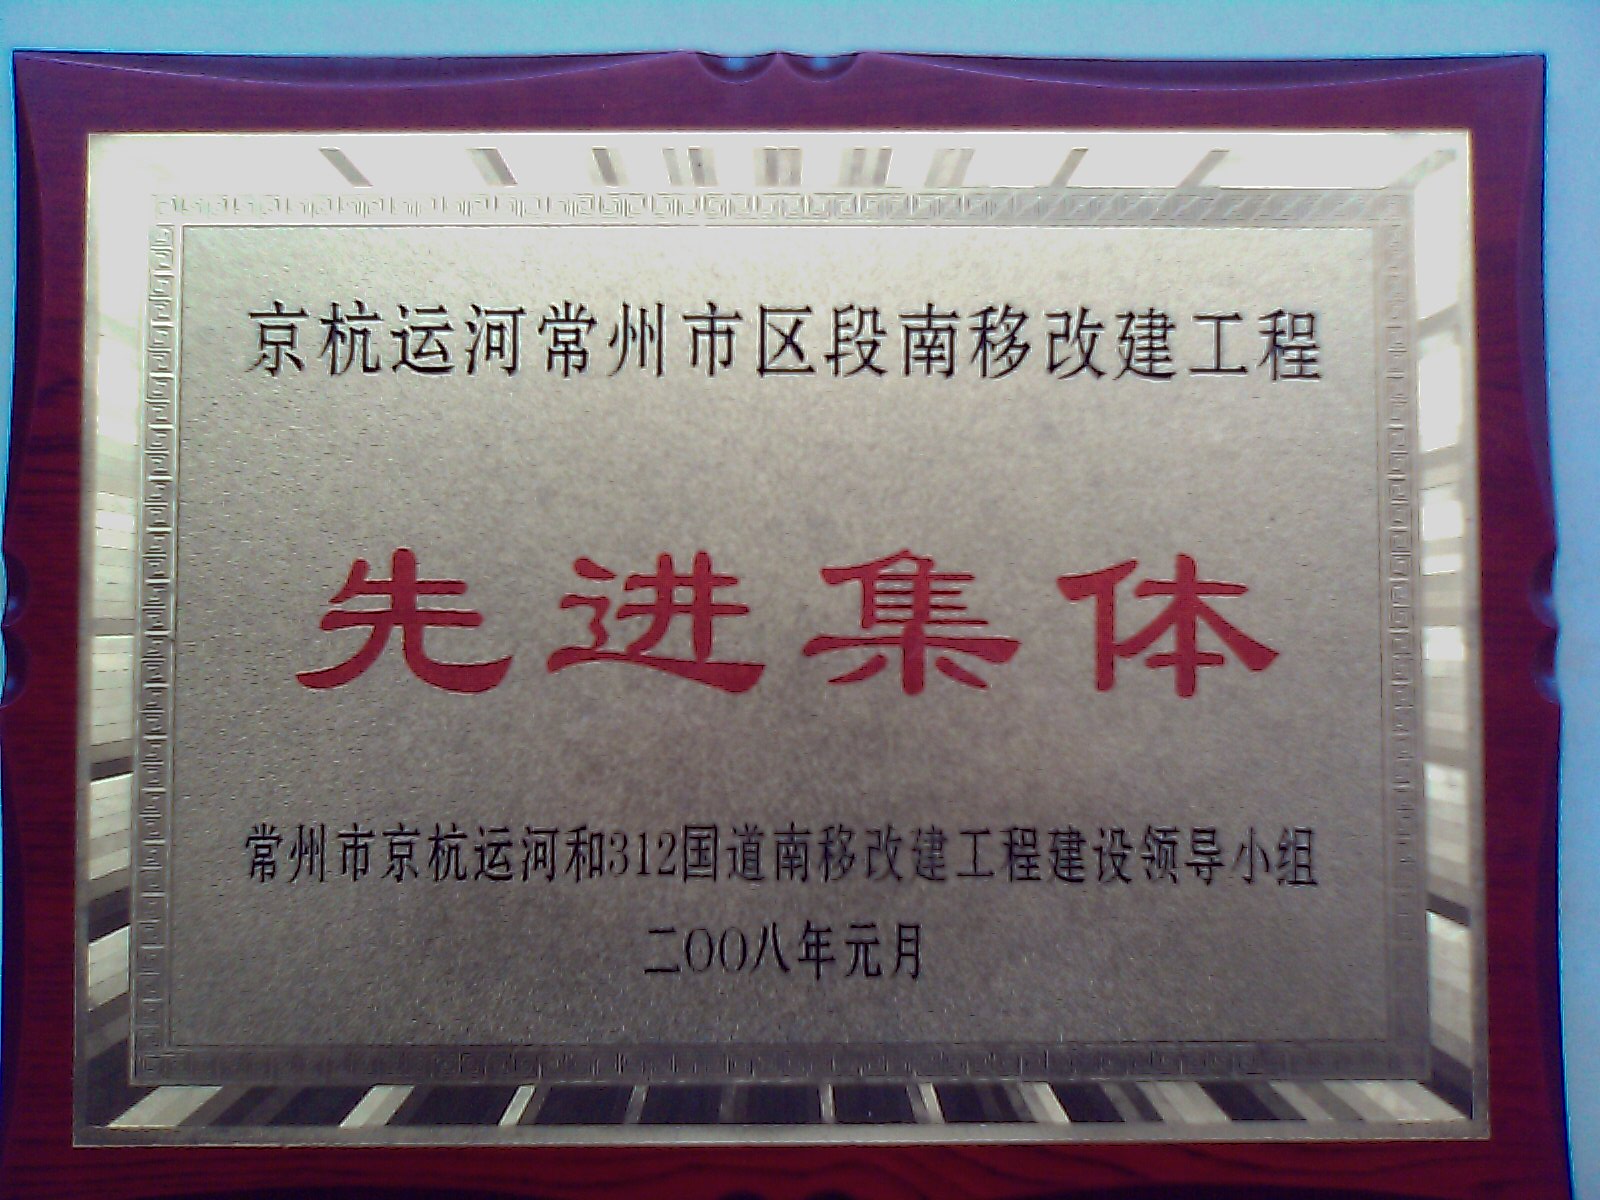 京杭运河常州市区段南移改建工程
先进集体
常州市京杭运河和312国道南移改建工程建设领导小组
二〇〇八年元月